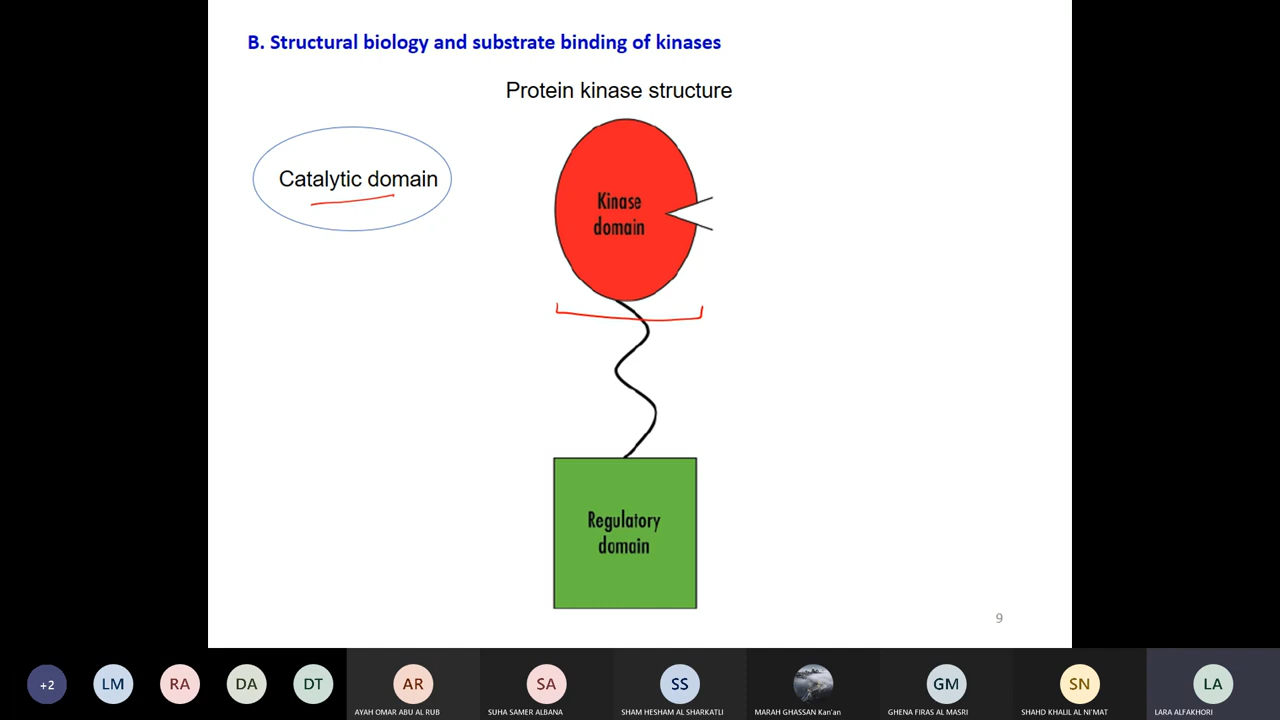 B. Structural biology and substrate binding of kinases
Protein kinase structure
Catalytic domain
Kinase
domain
Regulatory
domain
9
+2
LM
RA
DA
DT
AR
AYAH OMAR ABU AL RUB
SA
SUHA SAMER ALBANA
SS
SHAM HESHAM AL SHARKATLI
MARAH GHASSAN Kan'an
GM
GHENA FIRAS AL MASRI
SN
SHAHD KHALIL AL NI'MAT
LA
LARA ALFAKHORI